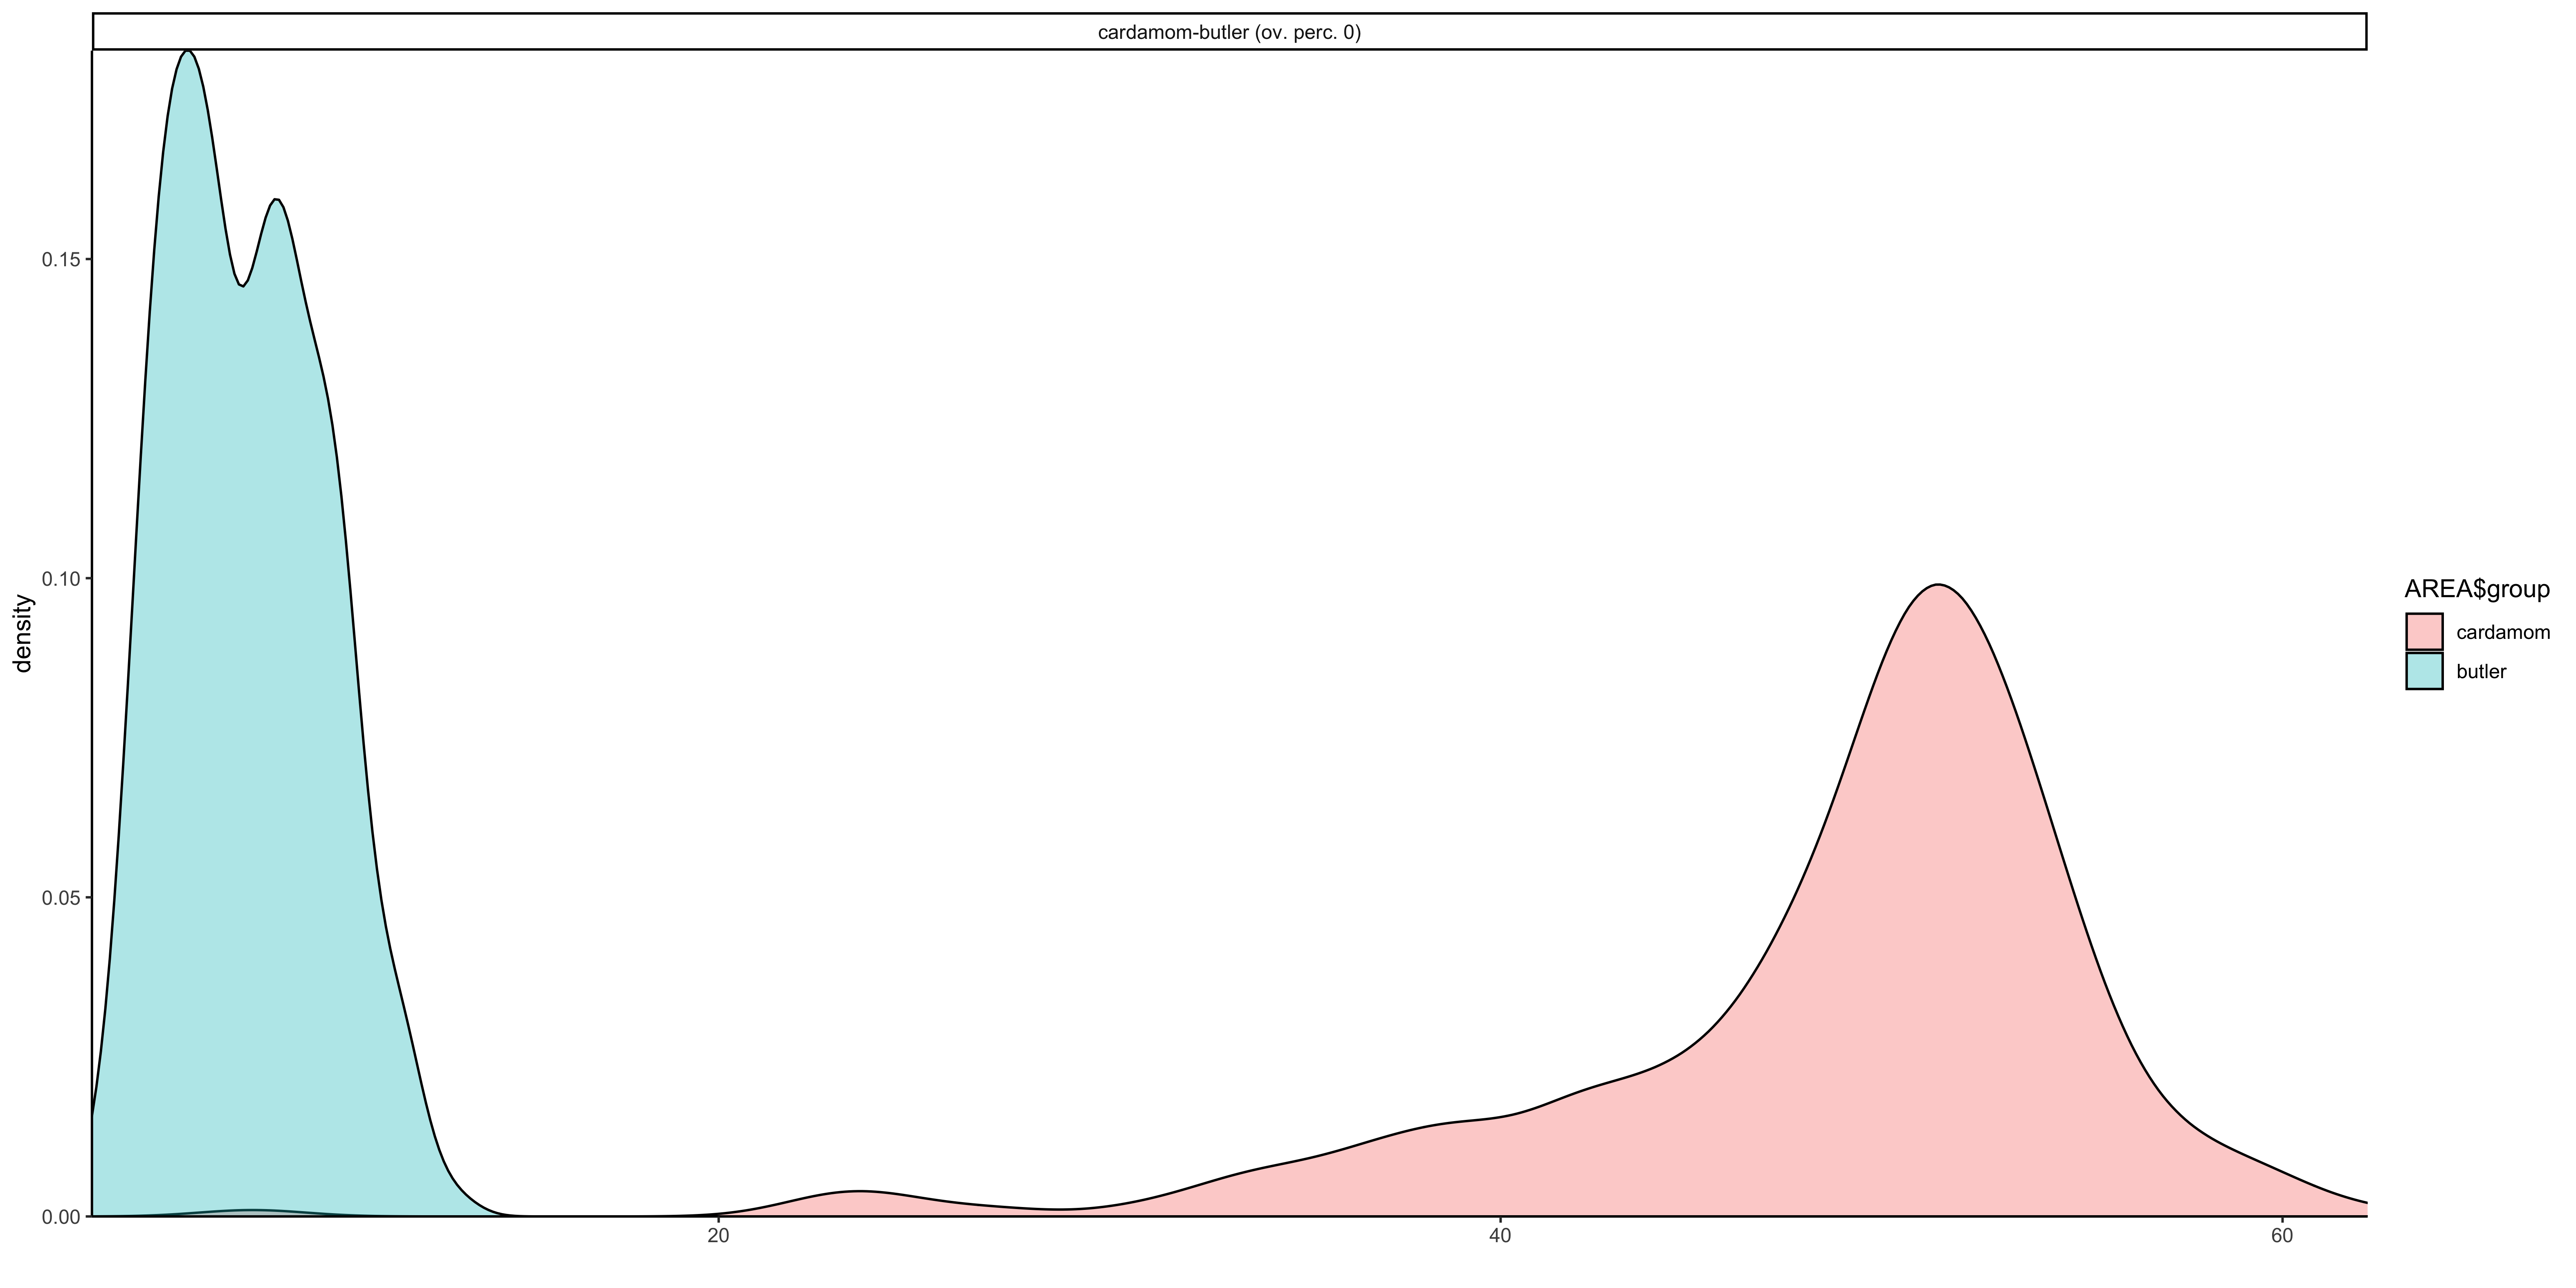 cardamom-butler (ov. perc. 0)
0.15
0.10
0.05
0.00
density
20
40
60
AREA$group
cardamom
butler